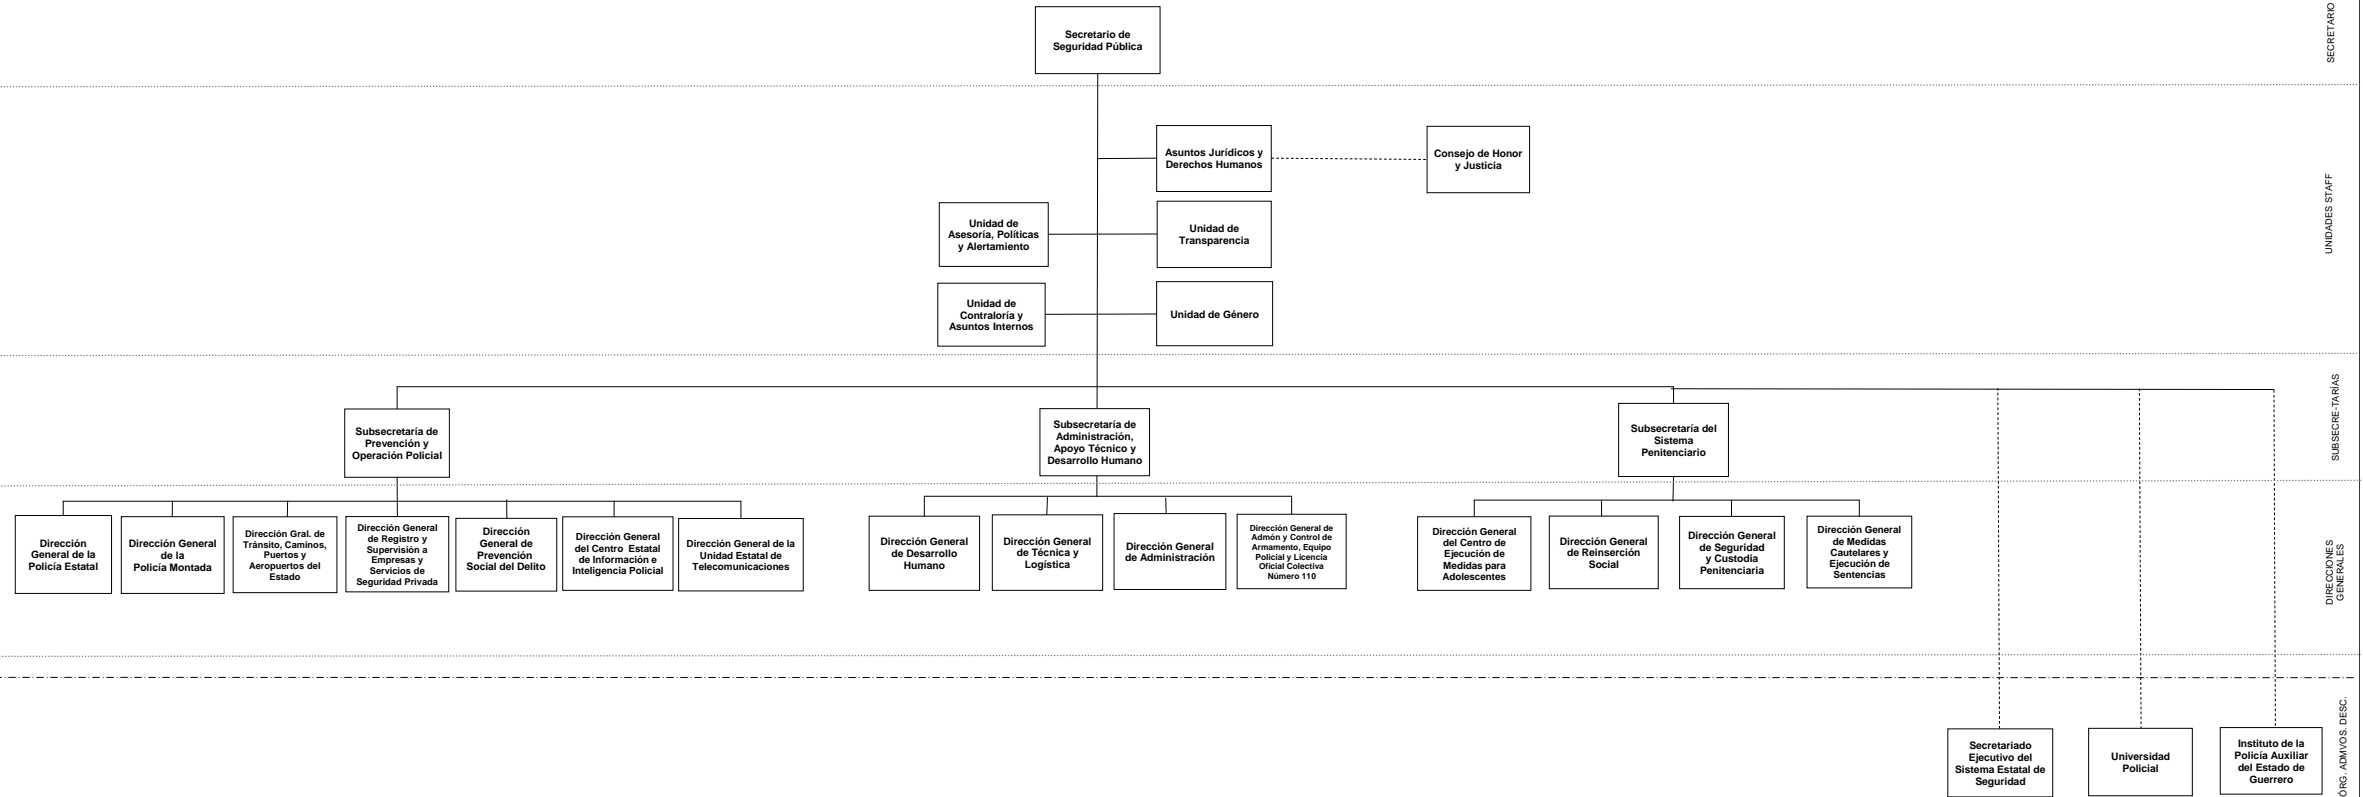 Secretario de
Seguridad Pública
SECRETARIO
Asuntos Jurídicos y
Derechos Humanos
Consejo de Honor
y Justicia
Unidad de
Asesoría, Políticas
y Alertamiento
Unidad de
Transparencia
Unidad de
Contraloría y
Asuntos Internos
Unidad de Género
UNIDADES STAFF
Subsecretaría de
Prevención y
Operación Policial
Subsecretaría de
Administración,
Apoyo Técnico y
Desarrollo Humano
Subsecretaría del
Sistema
Penitenciario
SUBSECRE-TARÍAS
Dirección
General de la
Policía Estatal
Dirección General
de la
Policía Montada
Dirección Gral. de
Tránsito, Caminos,
Puertos y
Aeropuertos del
Estado
Dirección General
de Registro y
Supervisión a
Empresas y
Servicios de
Seguridad Privada
Dirección
General de
Prevención
Social del Delito
Dirección General
del Centro Estatal
de Información e
Inteligencia Policial
Dirección General de la
Unidad Estatal de
Telecomunicaciones
Dirección General
de Desarrollo
Humano
Dirección General
de Técnica y
Logística
Dirección General
de Administración
Dirección General de
Admón y Control de
Armamento, Equipo
Policial y Licencia
Oficial Colectiva
Número 110
Dirección General
del Centro de
Ejecución de
Medidas para
Adolescentes
Dirección General
de Reinserción
Social
Dirección General
de Seguridad
y Custodia
Penitenciaria
Dirección General
de Medidas
Cautelares y
Ejecución de
Sentencias
DIRECCIONES
GENERALES
Secretariado
Ejecutivo del
Sistema Estatal de
Seguridad
Universidad
Policial
Instituto de la
Policía Auxiliar
del Estado de
Guerrero
ÓRG. ADMVOS. DESC.